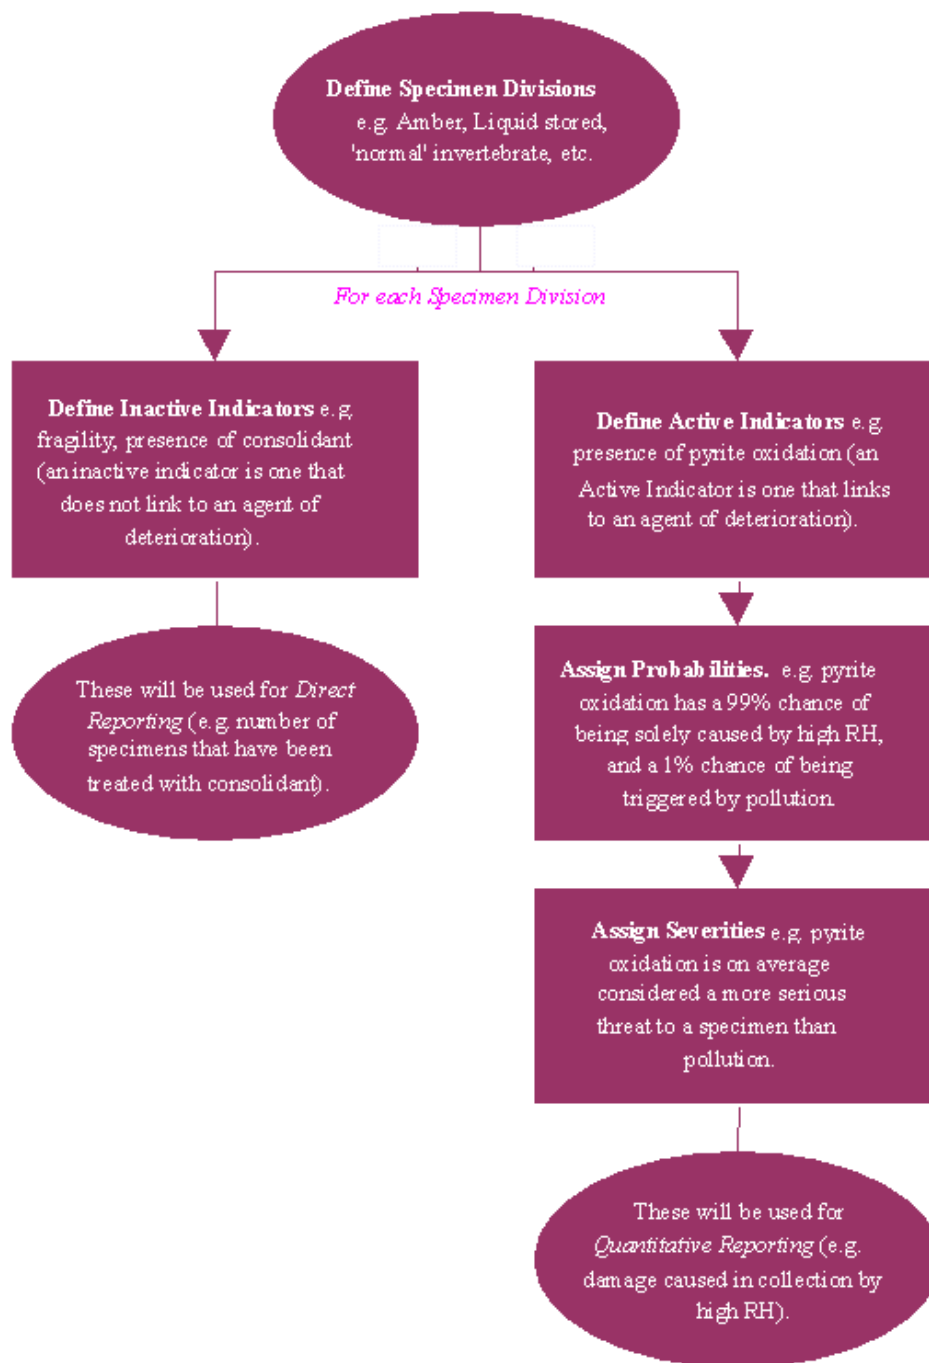 Define Specimen Divisions
e.g. Amber, Liquid stored,
'normal' invertebrate, etc.
For each Specimen Division
Define Inactive Indicators e.g.
fragility, presence of consolidant
(an inactive indicator is one that
does not link to an agent of
deterioration).
These will be used for Direct
Reporting (e.g. number of
specimens that have been
treated with consolidant).
Define Active Indicators e.g.
presence of pyrite oxidation (an
Active Indicator is one that links
to an agent of deterioration).
Assign Probabilities. e.g. pyrite
oxidation has a 99% chance of
being solely caused by high RH,
and a 1% chance of being
triggered by pollution.
Assign Severities e.g. pyrite
oxidation is on average
considered a more serious
threat to a specimen than
pollution.
These will be used for
Quantitative Reporting (e.g.
damage caused in collection by
high RH).